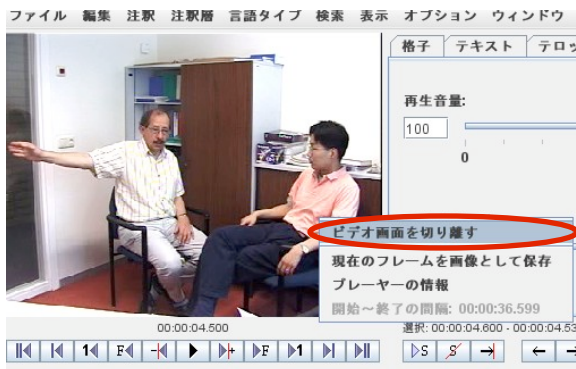 ファイル 編集 注釈 注釈層 言語タイプ 検索 表示 オプション ウィンドウ
格子 テキスト テロッ
再生音量:
100
0
ビデオ画面を切り離す
現在のフレームを画像として保存
プレーヤーの情報
開始～終了の間隔: 00:00:36.599
00:00:04.500
選択: 00:00:04.600 - 00:00:04.53
1 F + F 1 S S